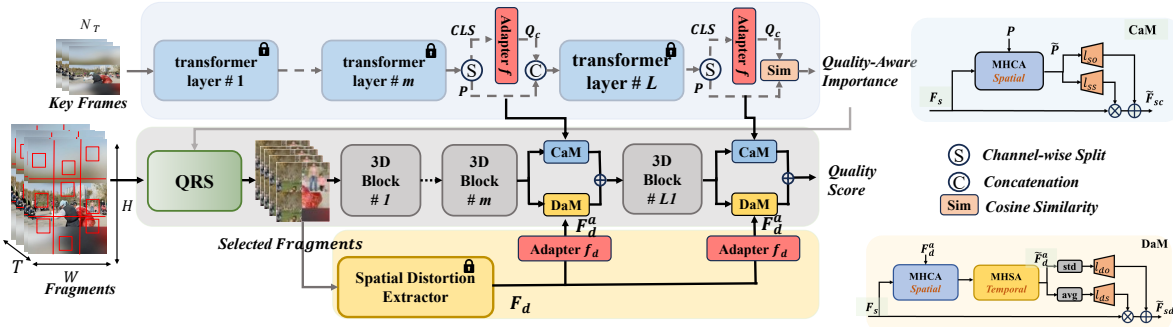 N_T
Key Frames
transformer
layer # 1
transformer
layer # m
CLS
S
P
Adapter f
Q_c
C
transformer
layer # L
CLS
S
P
Adapter f
Q_c
Sim
Quality-Aware
Importance
H
T
W
Fragments
QRS
Selected Fragments
3D
Block
# 1
3D
Block
# m
CaM
DaM
F_d^a
Adapter f_d
3D
Block
# L1
CaM
DaM
F_d^a
Adapter f_d
Quality
Score
Spatial Distortion
Extractor
F_d
CaM
P
MHCA
Spatial
P̃
l_so
l_ss
F_s
F̃_sc
S Channel-wise Split
C Concatenation
Sim Cosine Similarity
DaM
F_d^a
MHCA
Spatial
MHSA
Temporal
F̃_d^a
std
l_do
avg
l_ds
F_s
F̃_sd